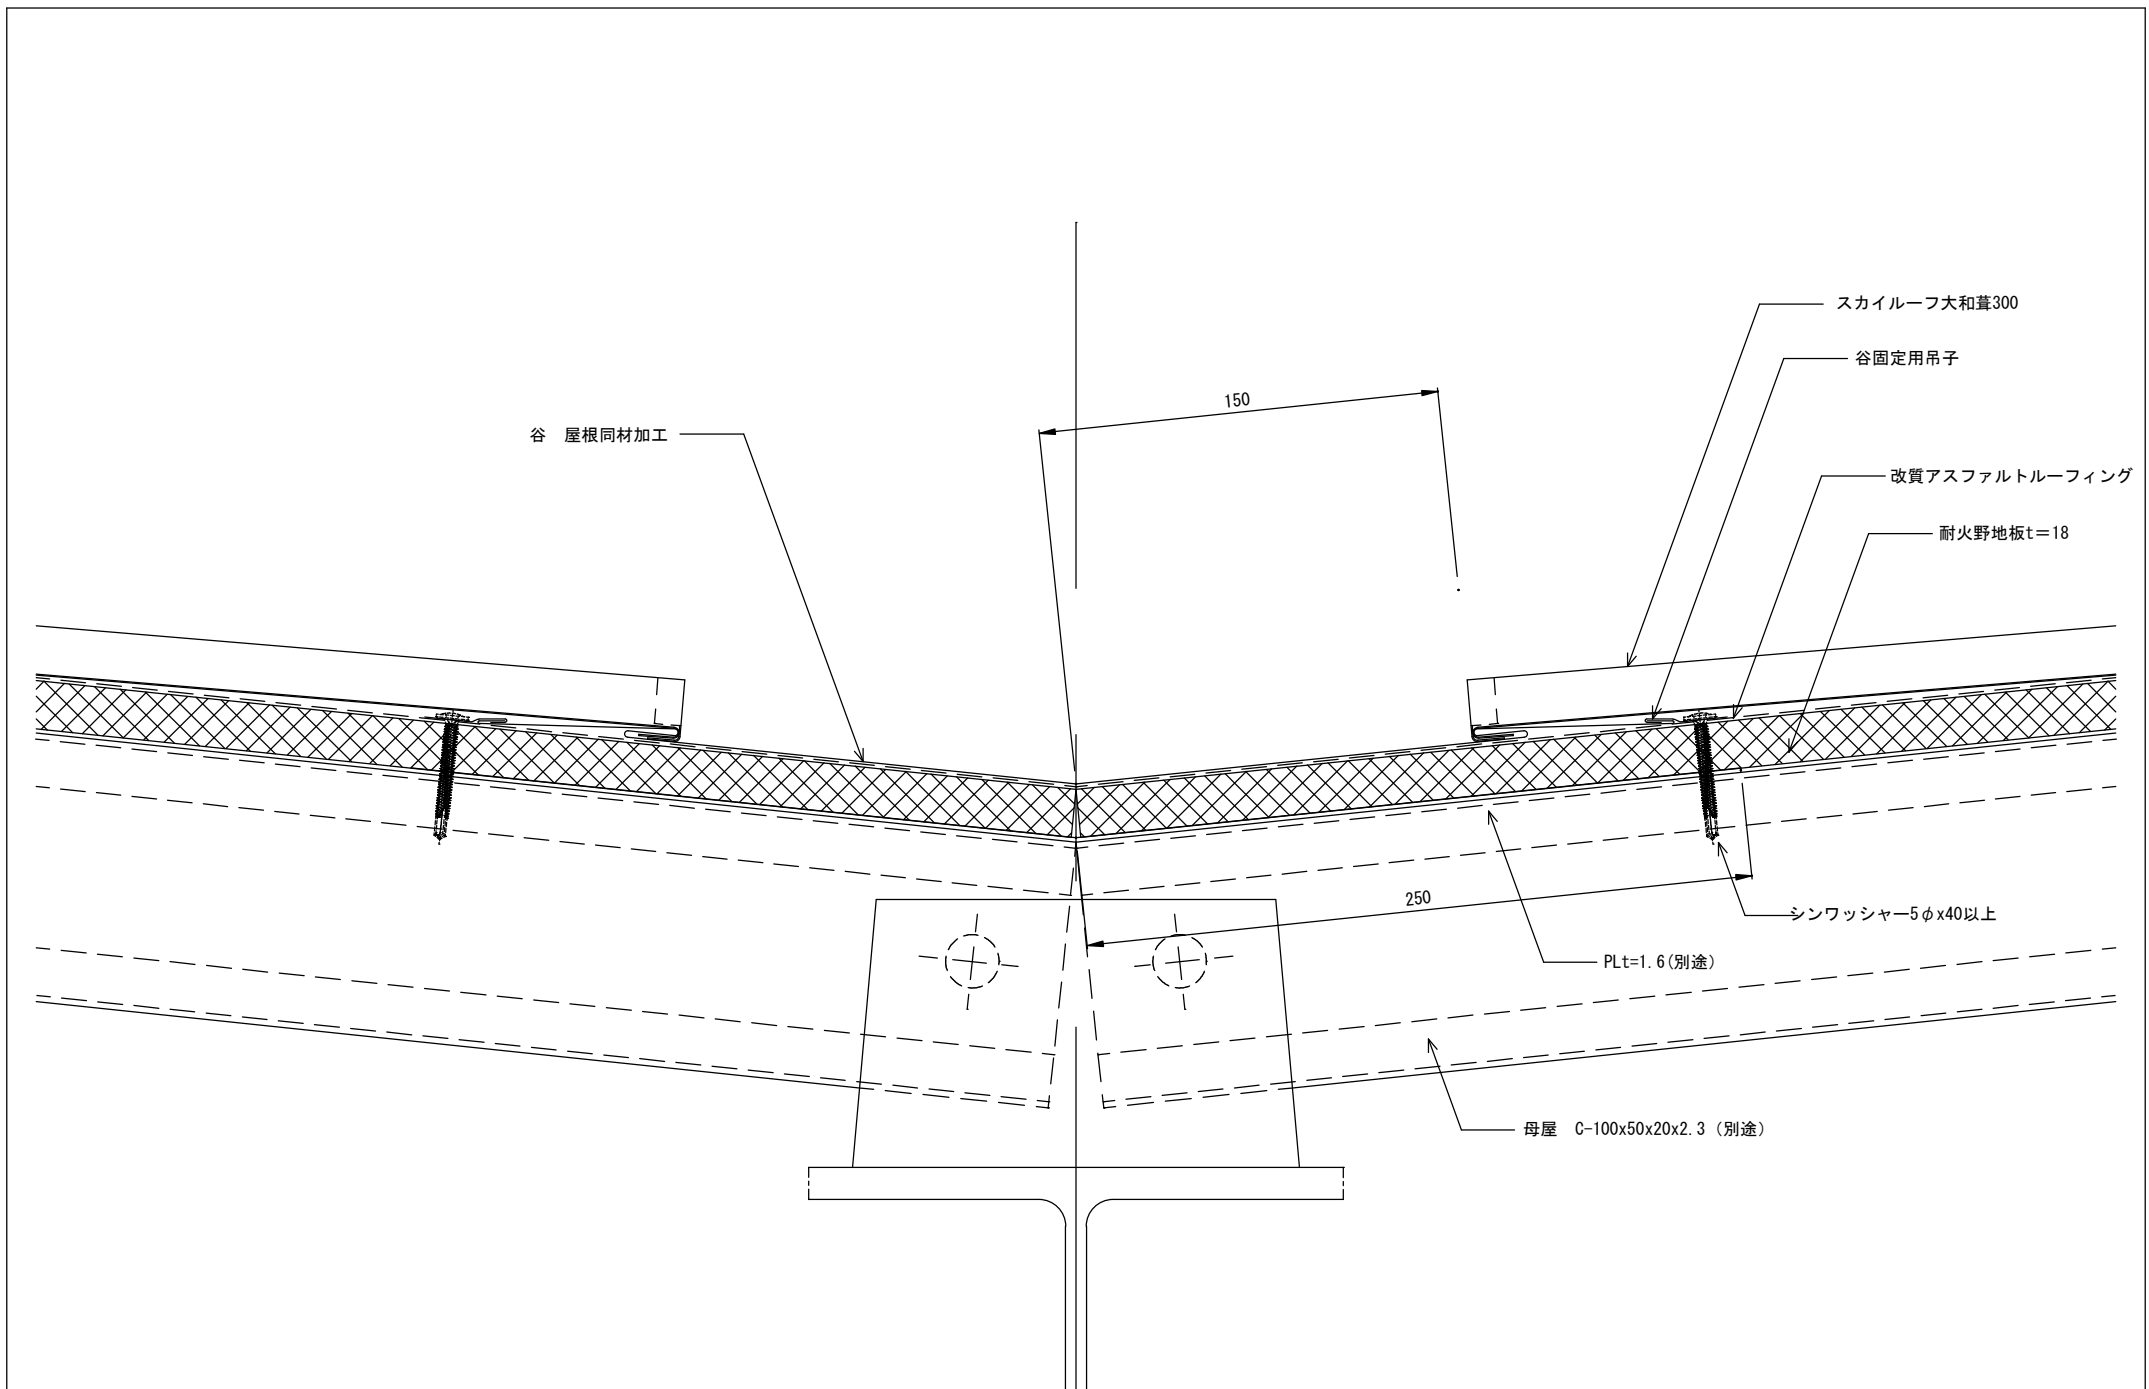 スカイルーフ大和葺300
谷固定用吊子
150
谷　屋根同材加工
改質アスファルトルーフィング
耐火野地板t＝18
250
シンワッシャー5φx40以上
PLt=1.6(別途)
母屋　C-100x50x20x2.3（別途）